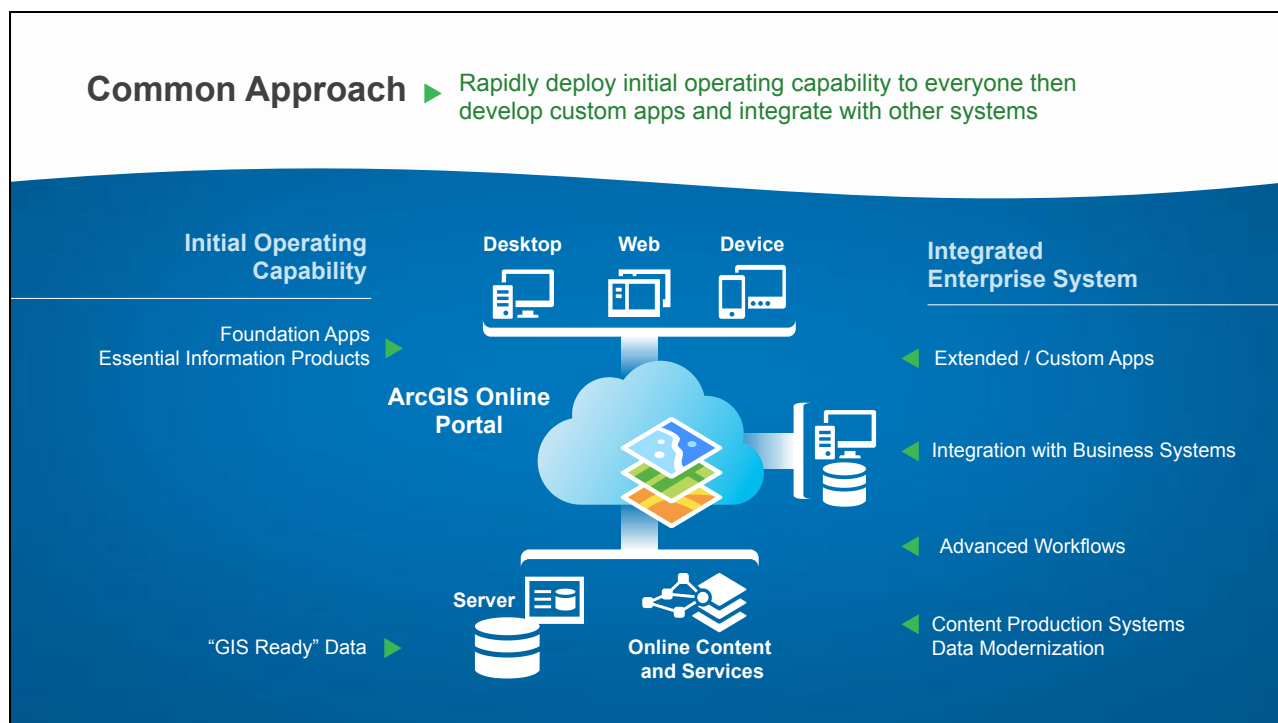 Common Approach
Rapidly deploy initial operating capability to everyone then
develop custom apps and integrate with other systems
Initial Operating
Capability
Foundation Apps
Essential Information Products
“GIS Ready” Data
Desktop
Web
Device
ArcGIS Online
Portal
Server
Online Content
and Services
Integrated
Enterprise System
Extended / Custom Apps
Integration with Business Systems
Advanced Workflows
Content Production Systems
Data Modernization